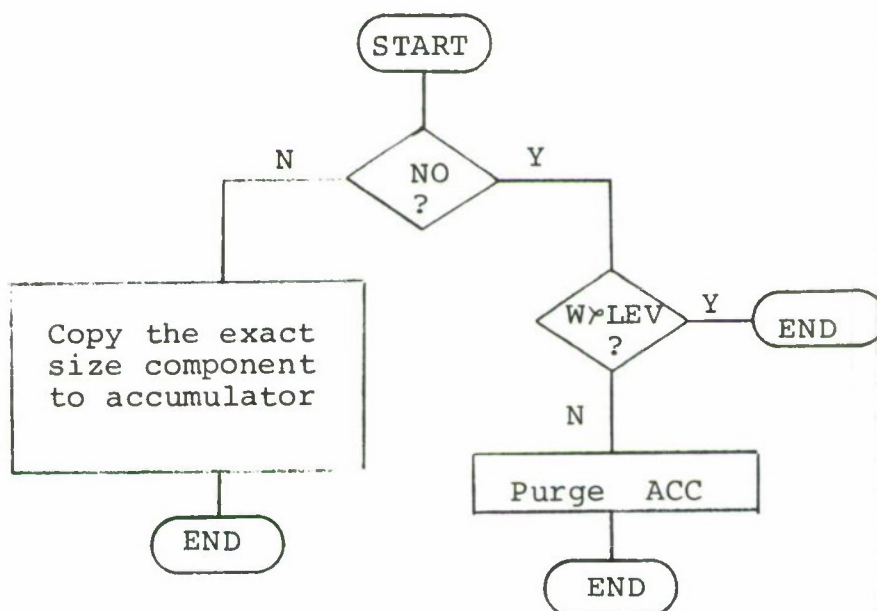 START
N
NO
?
Y
Copy the exact
size component
to accumulator
END
W≻LEV
?
Y
END
N
Purge ACC
END